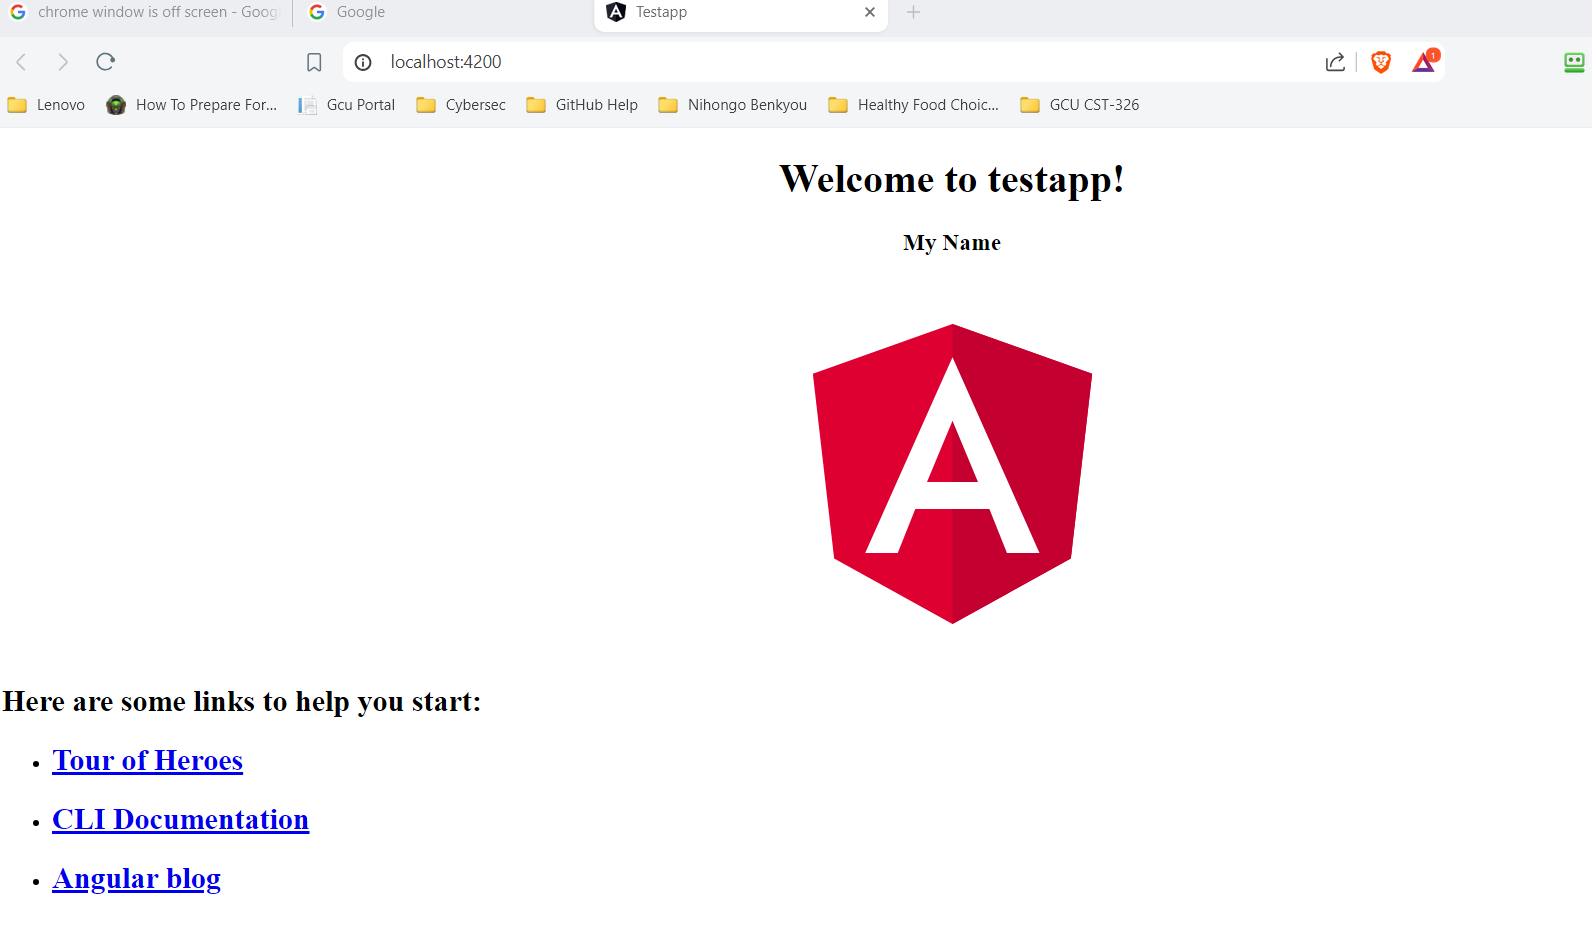 chrome window is off screen - Goog
Google
Testapp
localhost:4200
1
Lenovo
How To Prepare For...
Gcu Portal
Cybersec
GitHub Help
Nihongo Benkyou
Healthy Food Choic...
GCU CST-326
Welcome to testapp!
My Name
A
Here are some links to help you start:
Tour of Heroes
CLI Documentation
Angular blog